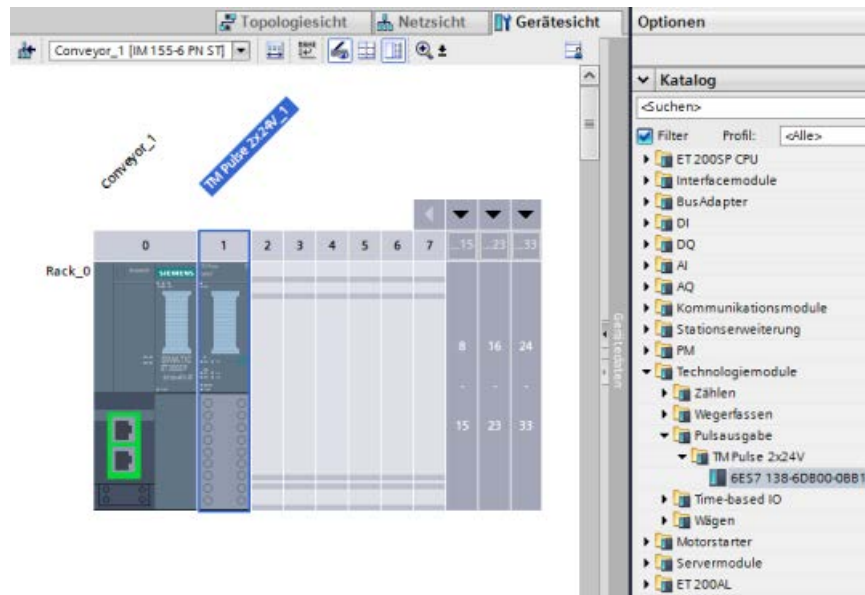 Topologiesicht Netzsicht Gerätesicht
Conveyor_1 [IM 155-6 PN ST]
Conveyor_1
TM Pulse 2x24V_1
0 1 2 3 4 5 6 7 ...15 ...23 ...33
Rack_0
SIEMENS
8 16 24
- - -
15 23 33
Gerätedaten
Optionen
Katalog
<Suchen>
Filter Profil: <Alle>
ET 200SP CPU
Interfacemodule
BusAdapter
DI
DQ
AI
AQ
Kommunikationsmodule
Stationserweiterung
PM
Technologiemodule
Zählen
Wegerfassen
Pulsausgabe
TM Pulse 2x24V
6ES7 138-6DB00-0BB1
Time-based IO
Wägen
Motorstarter
Servermodule
ET 200AL